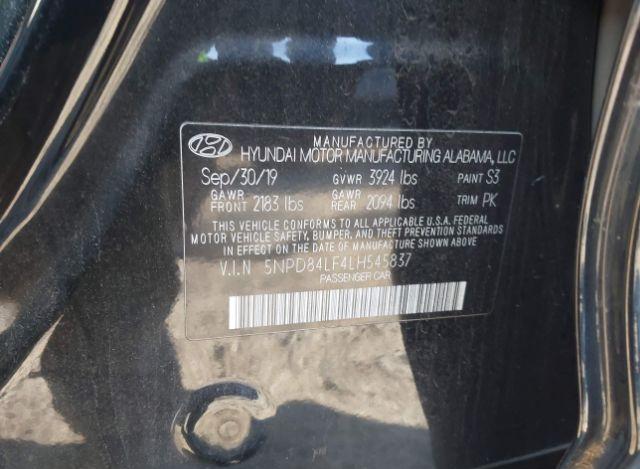 MANUFACTURED BY
HYUNDAI MOTOR MANUFACTURING ALABAMA, LLC
Sep/30/19 GVWR 3924 lbs PAINT S3
GAWR FRONT 2183 lbs GAWR REAR 2094 lbs TRIM PK
THIS VEHICLE CONFORMS TO ALL APPLICABLE U.S.A. FEDERAL
MOTOR VEHICLE SAFETY, BUMPER, AND THEFT PREVENTION STANDARDS
IN EFFECT ON THE DATE OF MANUFACTURE SHOWN ABOVE.
V.I.N 5NPD84LF4LH545837
PASSENGER CAR